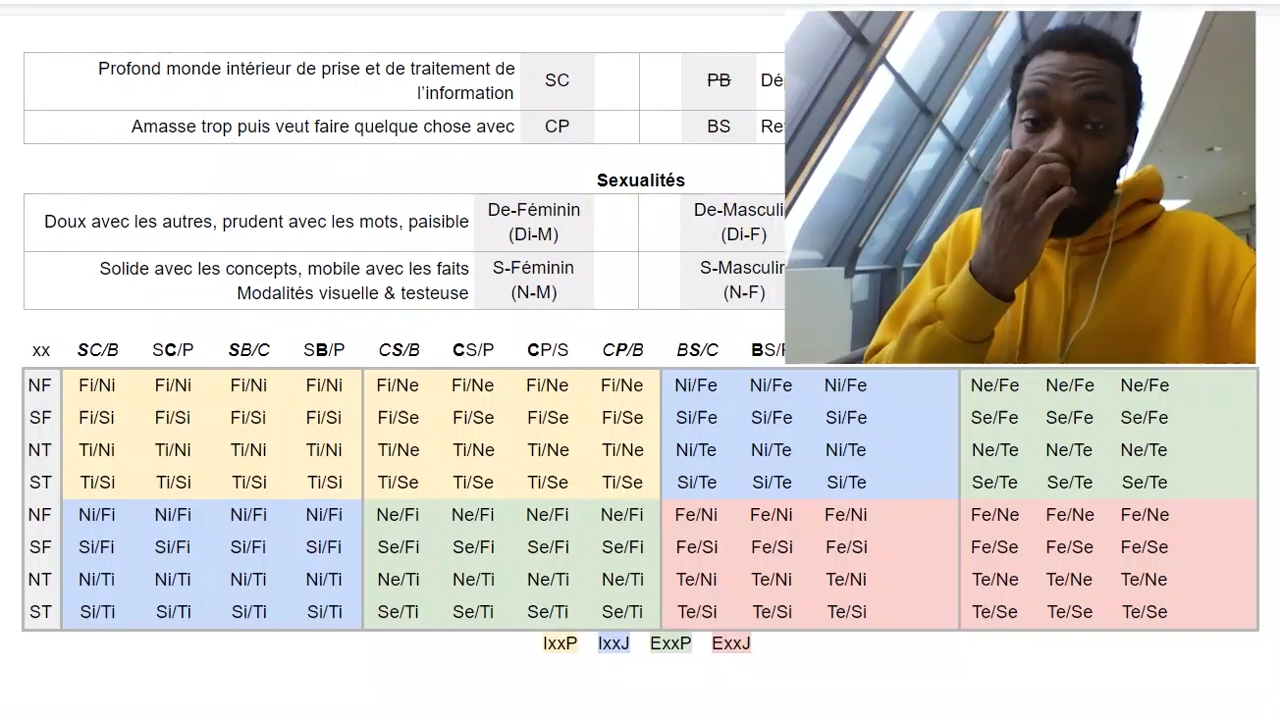 Profond monde intérieur de prise et de traitement de
l'information
SC
PB
Amasse trop puis veut faire quelque chose avec
CP
BS
Sexualités
Doux avec les autres, prudent avec les mots, paisible
De-Féminin
(Di-M)
(Di-F)
Solide avec les concepts, mobile avec les faits
Modalités visuelle & testeuse
S-Féminin
(N-M)
(N-F)
xx SC/B SC/P SB/C SB/P CS/B CS/P CP/S CP/B BS/C
NF Fi/Ni Fi/Ni Fi/Ni Fi/Ni Fi/Ne Fi/Ne Fi/Ne Fi/Ne Ni/Fe Ni/Fe Ni/Fe Ne/Fe Ne/Fe Ne/Fe
SF Fi/Si Fi/Si Fi/Si Fi/Si Fi/Se Fi/Se Fi/Se Fi/Se Si/Fe Si/Fe Si/Fe Se/Fe Se/Fe Se/Fe
NT Ti/Ni Ti/Ni Ti/Ni Ti/Ni Ti/Ne Ti/Ne Ti/Ne Ti/Ne Ni/Te Ni/Te Ni/Te Ne/Te Ne/Te Ne/Te
ST Ti/Si Ti/Si Ti/Si Ti/Si Ti/Se Ti/Se Ti/Se Ti/Se Si/Te Si/Te Si/Te Se/Te Se/Te Se/Te
NF Ni/Fi Ni/Fi Ni/Fi Ni/Fi Ne/Fi Ne/Fi Ne/Fi Ne/Fi Fe/Ni Fe/Ni Fe/Ni Fe/Ne Fe/Ne Fe/Ne
SF Si/Fi Si/Fi Si/Fi Si/Fi Se/Fi Se/Fi Se/Fi Se/Fi Fe/Si Fe/Si Fe/Si Fe/Se Fe/Se Fe/Se
NT Ni/Ti Ni/Ti Ni/Ti Ni/Ti Ne/Ti Ne/Ti Ne/Ti Ne/Ti Te/Ni Te/Ni Te/Ni Te/Ne Te/Ne Te/Ne
ST Si/Ti Si/Ti Si/Ti Si/Ti Se/Ti Se/Ti Se/Ti Se/Ti Te/Si Te/Si Te/Si Te/Se Te/Se Te/Se
IxxP IxxJ ExxP ExxJ